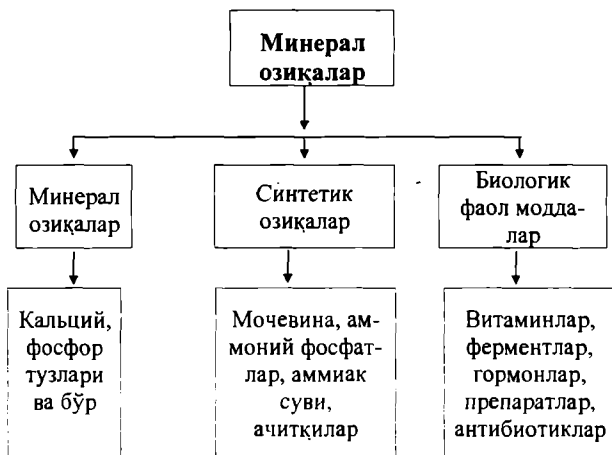 Минерал
озиқалар
Минерал
озиқалар
Синтетик
озиқалар
Биологик
фаол модда-
лар
Кальций,
фосфор
тузлари
ва бўр
Мочевина, ам-
моний фосфат-
лар, аммиак
суви,
ачитқилар
Витаминлар,
ферментлар,
гормонлар,
препаратлар,
антибиотиклар